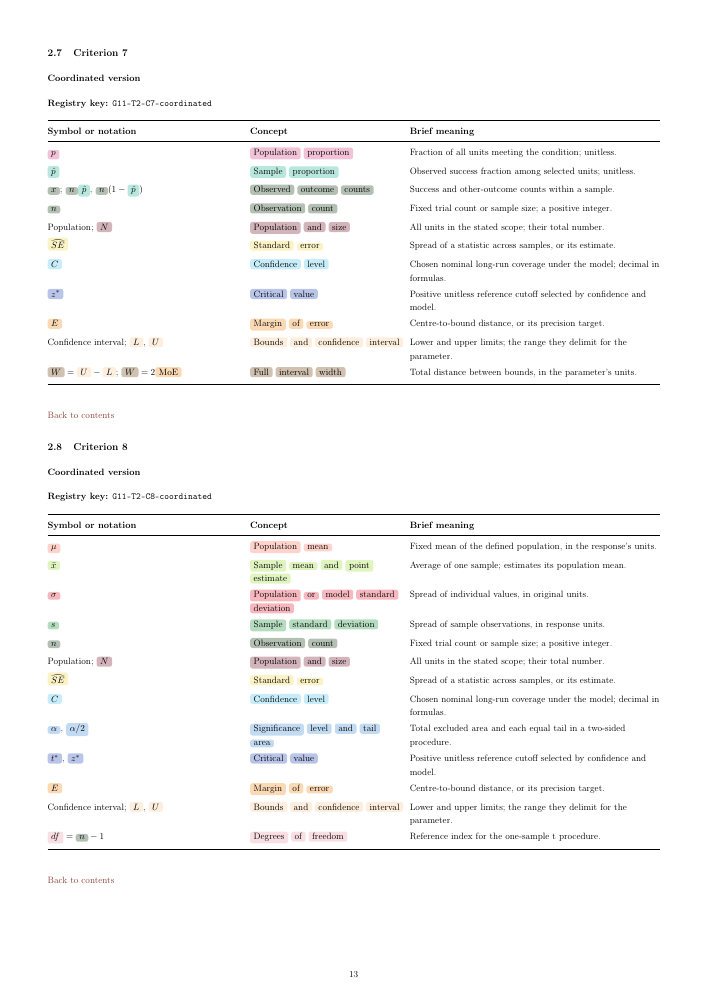 2.7 Criterion 7
Coordinated version
Registry key: G11-T2-C7-coordinated
Symbol or notation Concept Brief meaning
p Population proportion Fraction of all units meeting the condition; unitless.
p̂ Sample proportion Observed success fraction among selected units; unitless.
x; n p̂, n(1 − p̂) Observed outcome counts Success and other-outcome counts within a sample.
n Observation count Fixed trial count or sample size; a positive integer.
Population; N Population and size All units in the stated scope; their total number.
S͡E Standard error Spread of a statistic across samples, or its estimate.
C Confidence level Chosen nominal long-run coverage under the model; decimal in
formulas.
z* Critical value Positive unitless reference cutoff selected by confidence and
model.
E Margin of error Centre-to-bound distance, or its precision target.
Confidence interval; L, U Bounds and confidence interval Lower and upper limits; the range they delimit for the
parameter.
W = U − L; W = 2 MoE Full interval width Total distance between bounds, in the parameter's units.
Back to contents
2.8 Criterion 8
Coordinated version
Registry key: G11-T2-C8-coordinated
Symbol or notation Concept Brief meaning
μ Population mean Fixed mean of the defined population, in the response's units.
x̄ Sample mean and point Average of one sample; estimates its population mean.
estimate
σ Population or model standard Spread of individual values, in original units.
deviation
s Sample standard deviation Spread of sample observations, in response units.
n Observation count Fixed trial count or sample size; a positive integer.
Population; N Population and size All units in the stated scope; their total number.
S͡E Standard error Spread of a statistic across samples, or its estimate.
C Confidence level Chosen nominal long-run coverage under the model; decimal in
formulas.
α, α/2 Significance level and tail Total excluded area and each equal tail in a two-sided
area procedure.
t*, z* Critical value Positive unitless reference cutoff selected by confidence and
model.
E Margin of error Centre-to-bound distance, or its precision target.
Confidence interval; L, U Bounds and confidence interval Lower and upper limits; the range they delimit for the
parameter.
df = n − 1 Degrees of freedom Reference index for the one-sample t procedure.
Back to contents
13